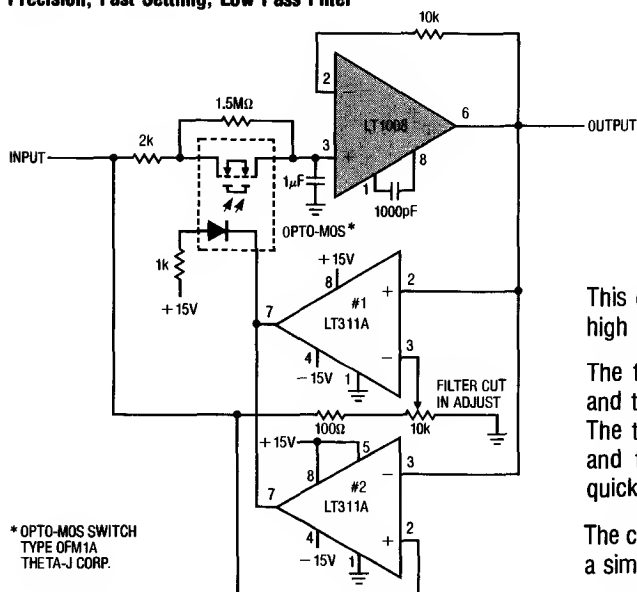 Precision, Fast Settling, Low Pass Filter
10k
2
1.5MΩ
LT1008
6
OUTPUT
2k
3
INPUT
1μF
8
1
1000pF
OPTO-MOS*
1k
+15V
+15V
8
#1
2
7
LT311A
3
4
-15V
1
FILTER CUT
IN ADJUST
100Ω
10k
+15V
5
8
3
#2
7
LT311A
2
4
-15V
1
* OPTO-MOS SWITCH
TYPE OFM1A
THETA-J CORP.
This
high
The
and t
The t
and
quick
The c
a sim